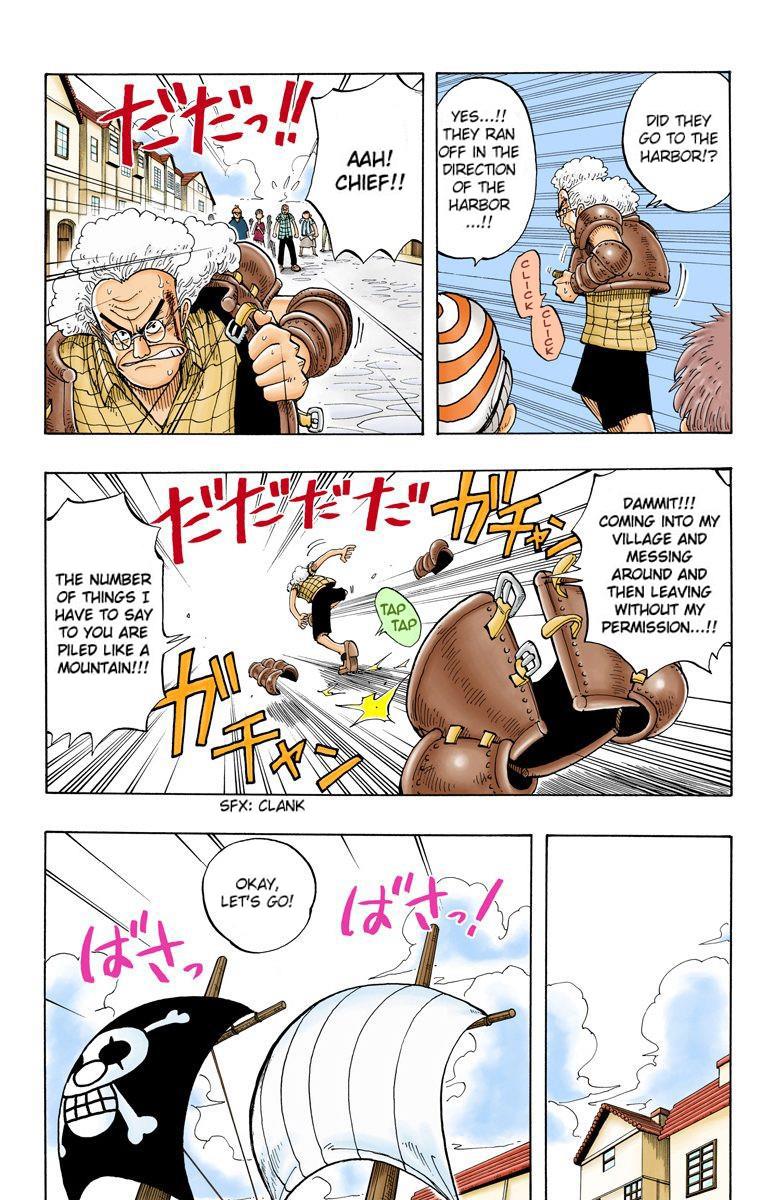 DID THEY
GO TO THE
HARBOR!?
YES...!!
THEY RAN
OFF IN THE
DIRECTION
OF THE
HARBOR
...!!
CLICK
CLICK
AAH!
CHIEF!!
だだっ!!
DAMMIT!!!
COMING INTO MY
VILLAGE AND
MESSING
AROUND AND
THEN LEAVING
WITHOUT MY
PERMISSION...!!
ガチャン
だだだだ
TAP
TAP
THE NUMBER
OF THINGS I
HAVE TO SAY
TO YOU ARE
PILED LIKE A
MOUNTAIN!!!
ガチャン
SFX: CLANK
OKAY,
LET'S GO!
ばさっ!
ばさっ